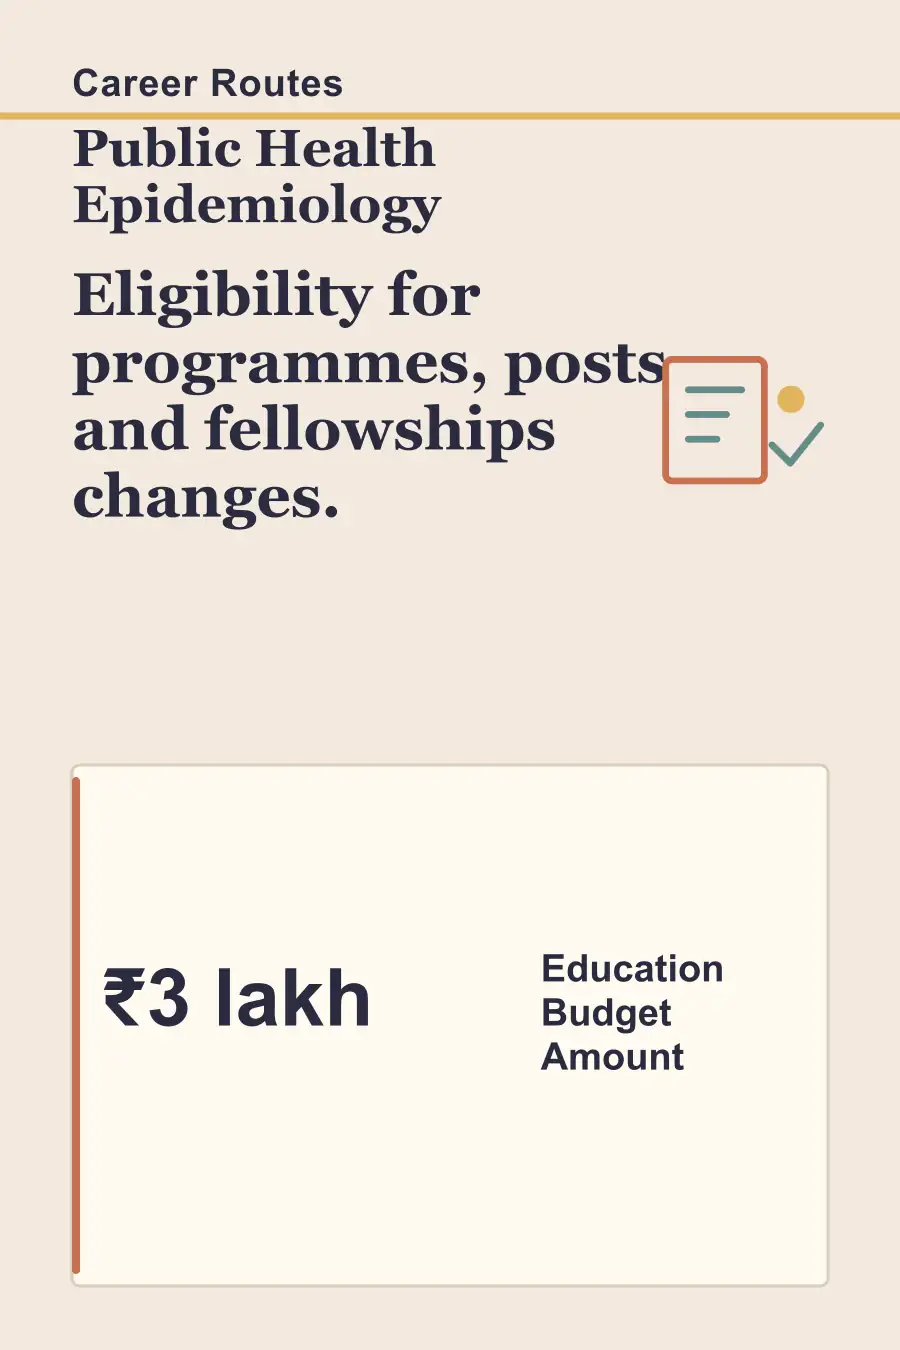 Career Routes
Public Health
Epidemiology
Eligibility for
programmes, posts
and fellowships
changes.
₹3 lakh
Education
Budget
Amount